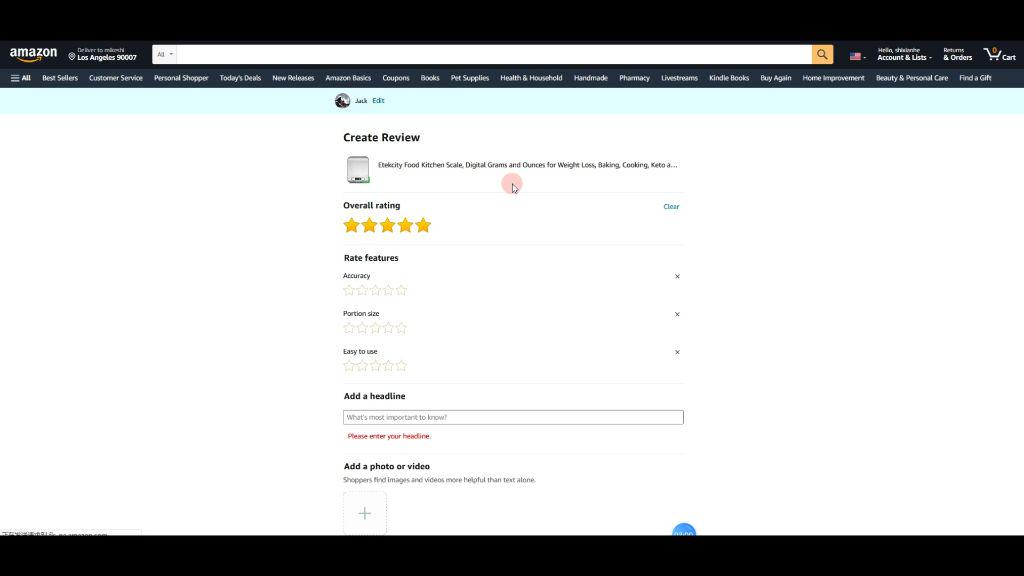 amazon
Deliver to mikeshi
Los Angeles 90007
All
Hello, shixianhe
Account & Lists
Returns
& Orders
0
Cart
All
Best Sellers
Customer Service
Personal Shopper
Today's Deals
New Releases
Amazon Basics
Coupons
Books
Pet Supplies
Health & Household
Handmade
Pharmacy
Livestreams
Kindle Books
Buy Again
Home Improvement
Beauty & Personal Care
Find a Gift
Jack Edit
Create Review
Etekcity Food Kitchen Scale, Digital Grams and Ounces for Weight Loss, Baking, Cooking, Keto a...
Overall rating
Clear
Rate features
Accuracy
Portion size
Easy to use
Add a headline
What's most important to know?
Please enter your headline.
Add a photo or video
Shoppers find images and videos more helpful than text alone.